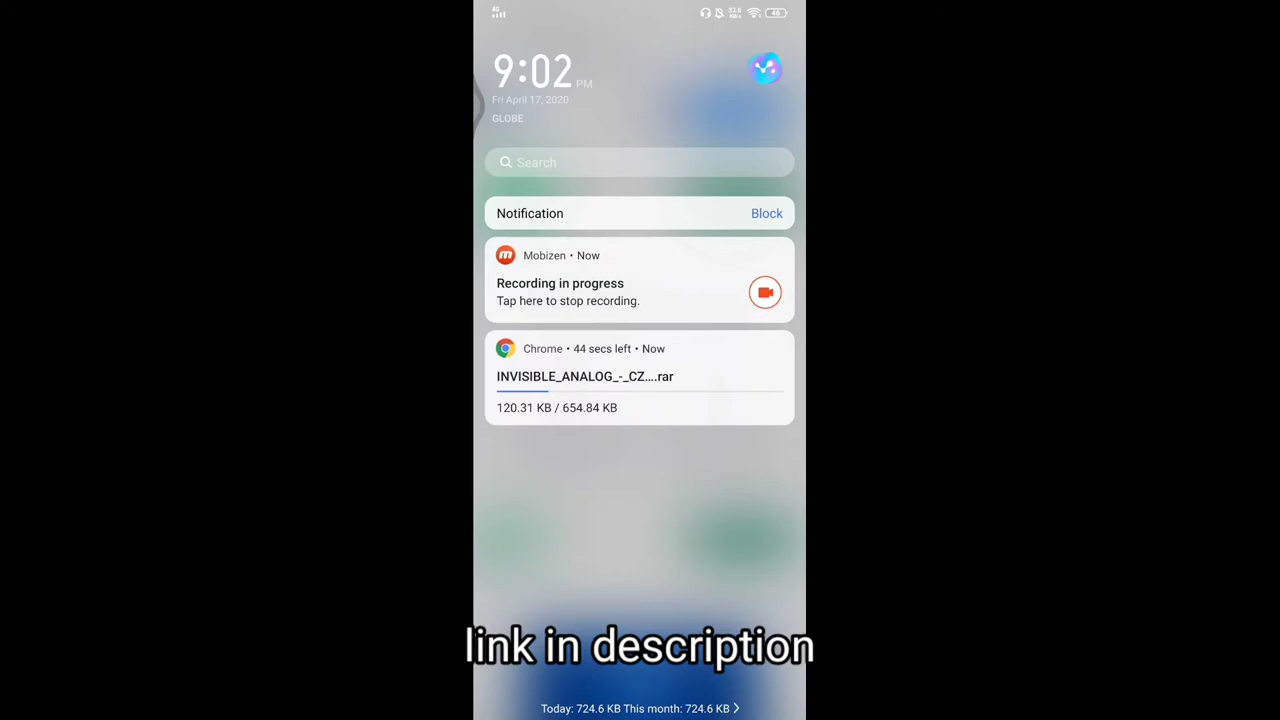 4G
46
9:02 PM
Fri April 17, 2020
GLOBE
Search
Notification Block
Mobizen • Now
Recording in progress
Tap here to stop recording.
Chrome • 44 secs left • Now
INVISIBLE_ANALOG_-_CZ....rar
120.31 KB / 654.84 KB
link in description
Today: 724.6 KB This month: 724.6 KB